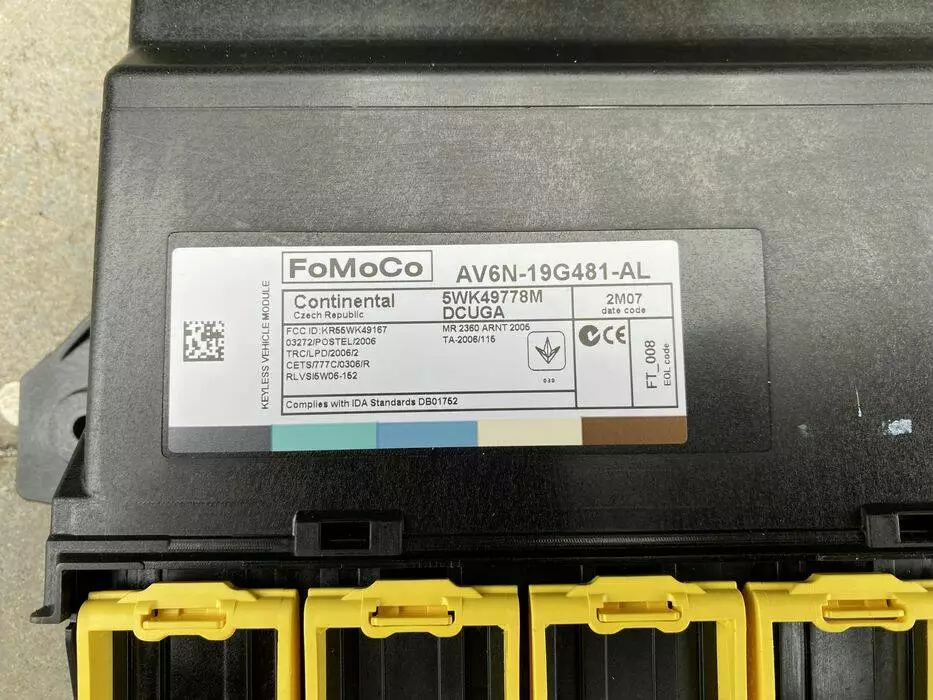 FoMoCo
AV6N-19G481-AL
Continental
Czech Republic
5WK49778M
DCUGA
2M07
date code
KEYLESS VEHICLE MODULE
FCC ID:KR55WK49167
03272/POSTEL/2006
TRC/LPD/2006/2
CETS/777C/0306/R
RLVSI5W06-152
MR 2360 ARNT 2005
TA-2006/116
030
CE
FT_008
EOL code
Complies with IDA Standards DB01752